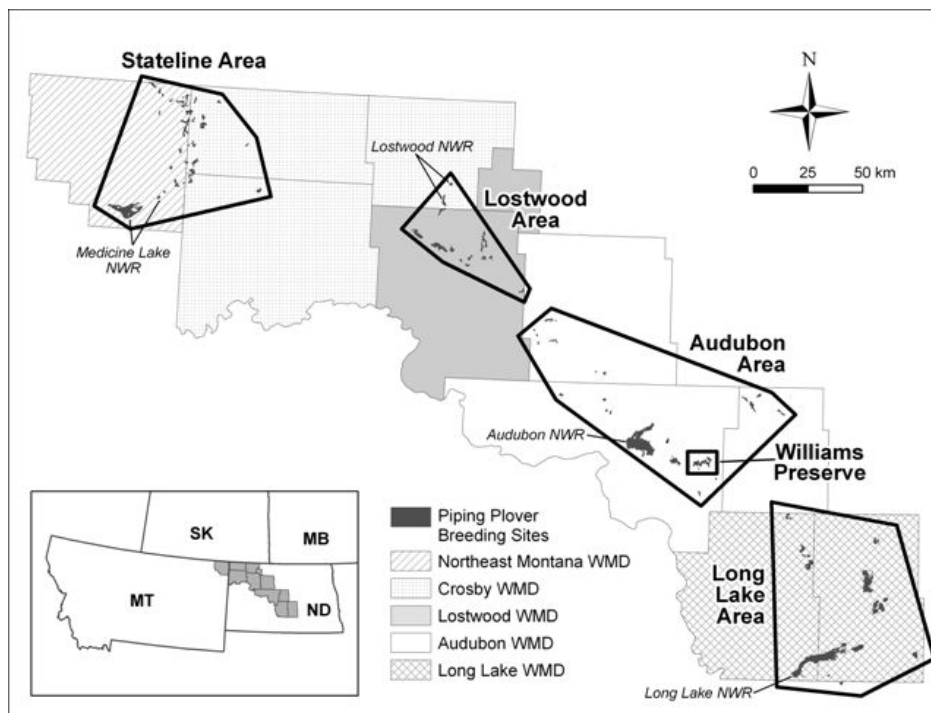 Stateline Area
N
Lostwood NWR
0 25 50 km
Lostwood
Area
Medicine Lake
NWR
Audubon
Area
Audubon NWR
Williams
Preserve
SK
MB
MT
ND
Piping Plover
Breeding Sites
Northeast Montana WMD
Crosby WMD
Lostwood WMD
Audubon WMD
Long Lake WMD
Long
Lake
Area
Long Lake NWR